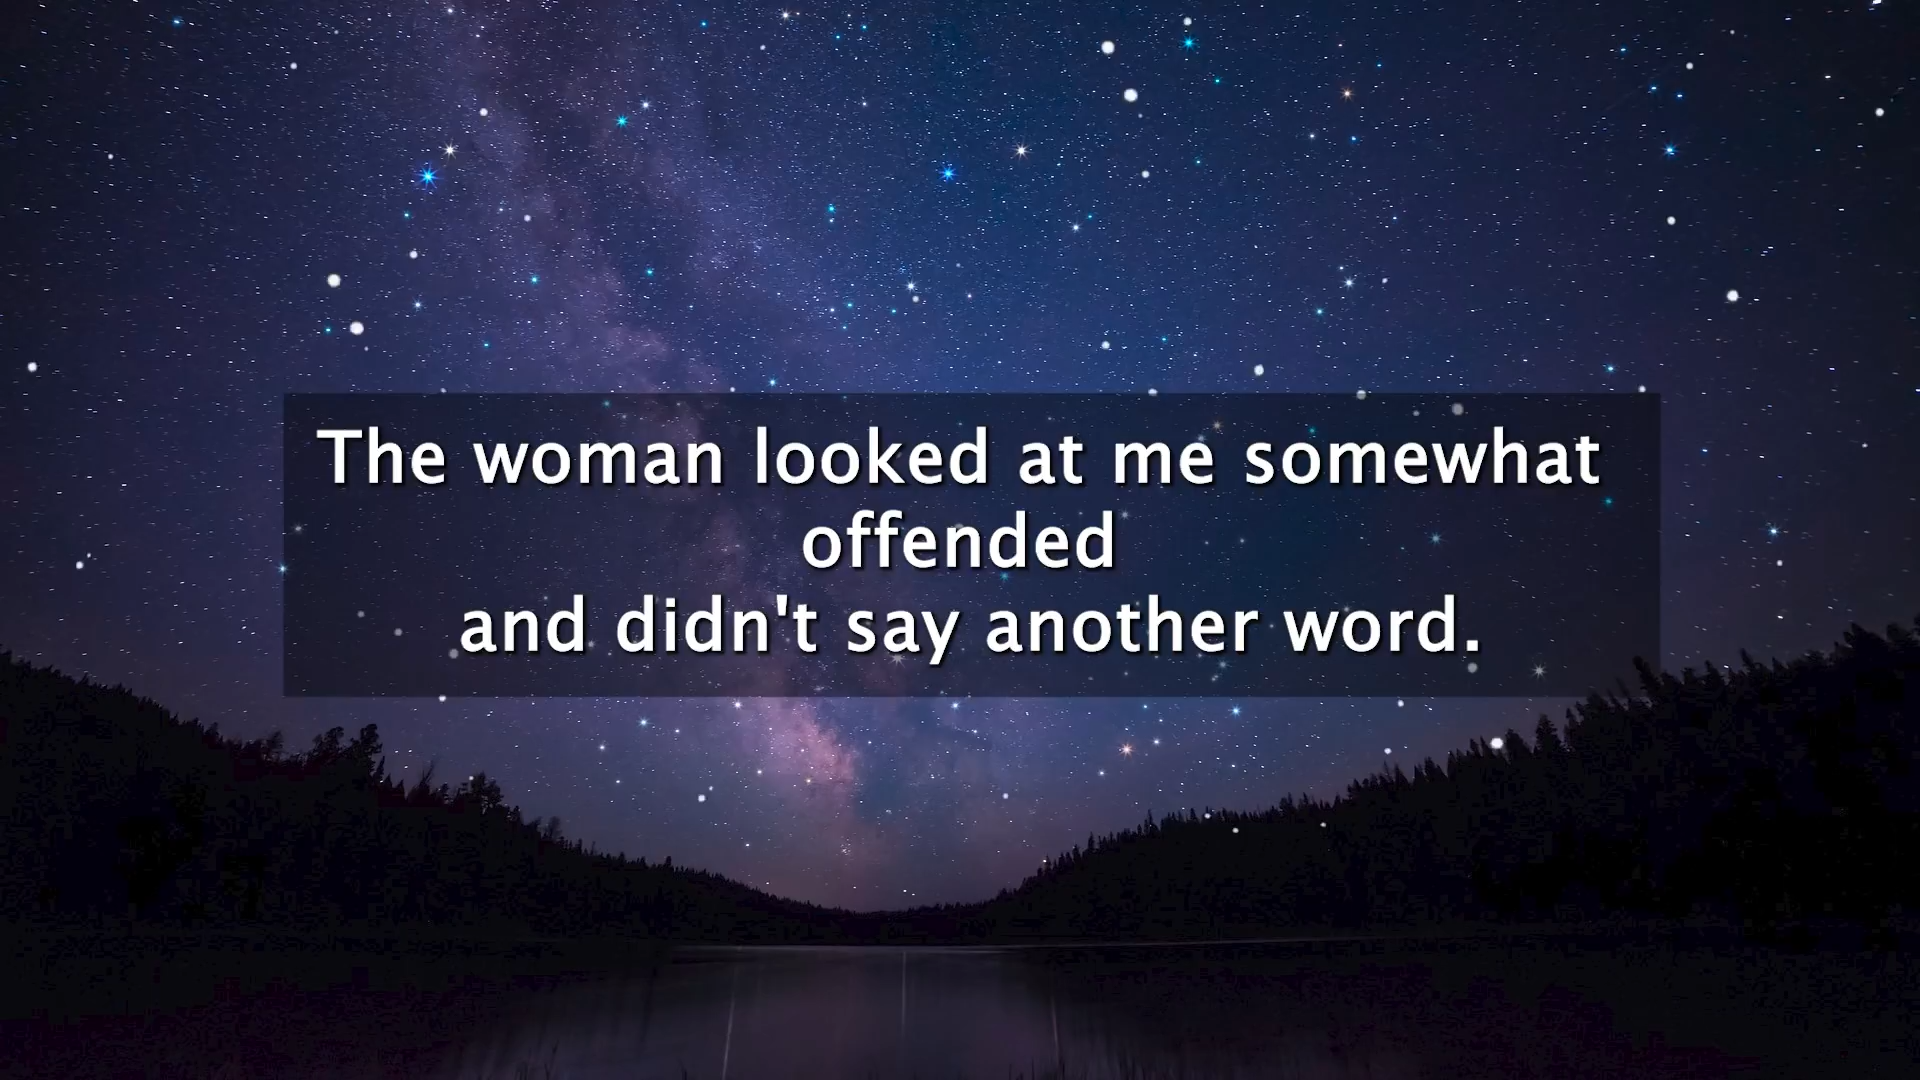 The woman looked at me somewhat
offended
and didn't say another word.